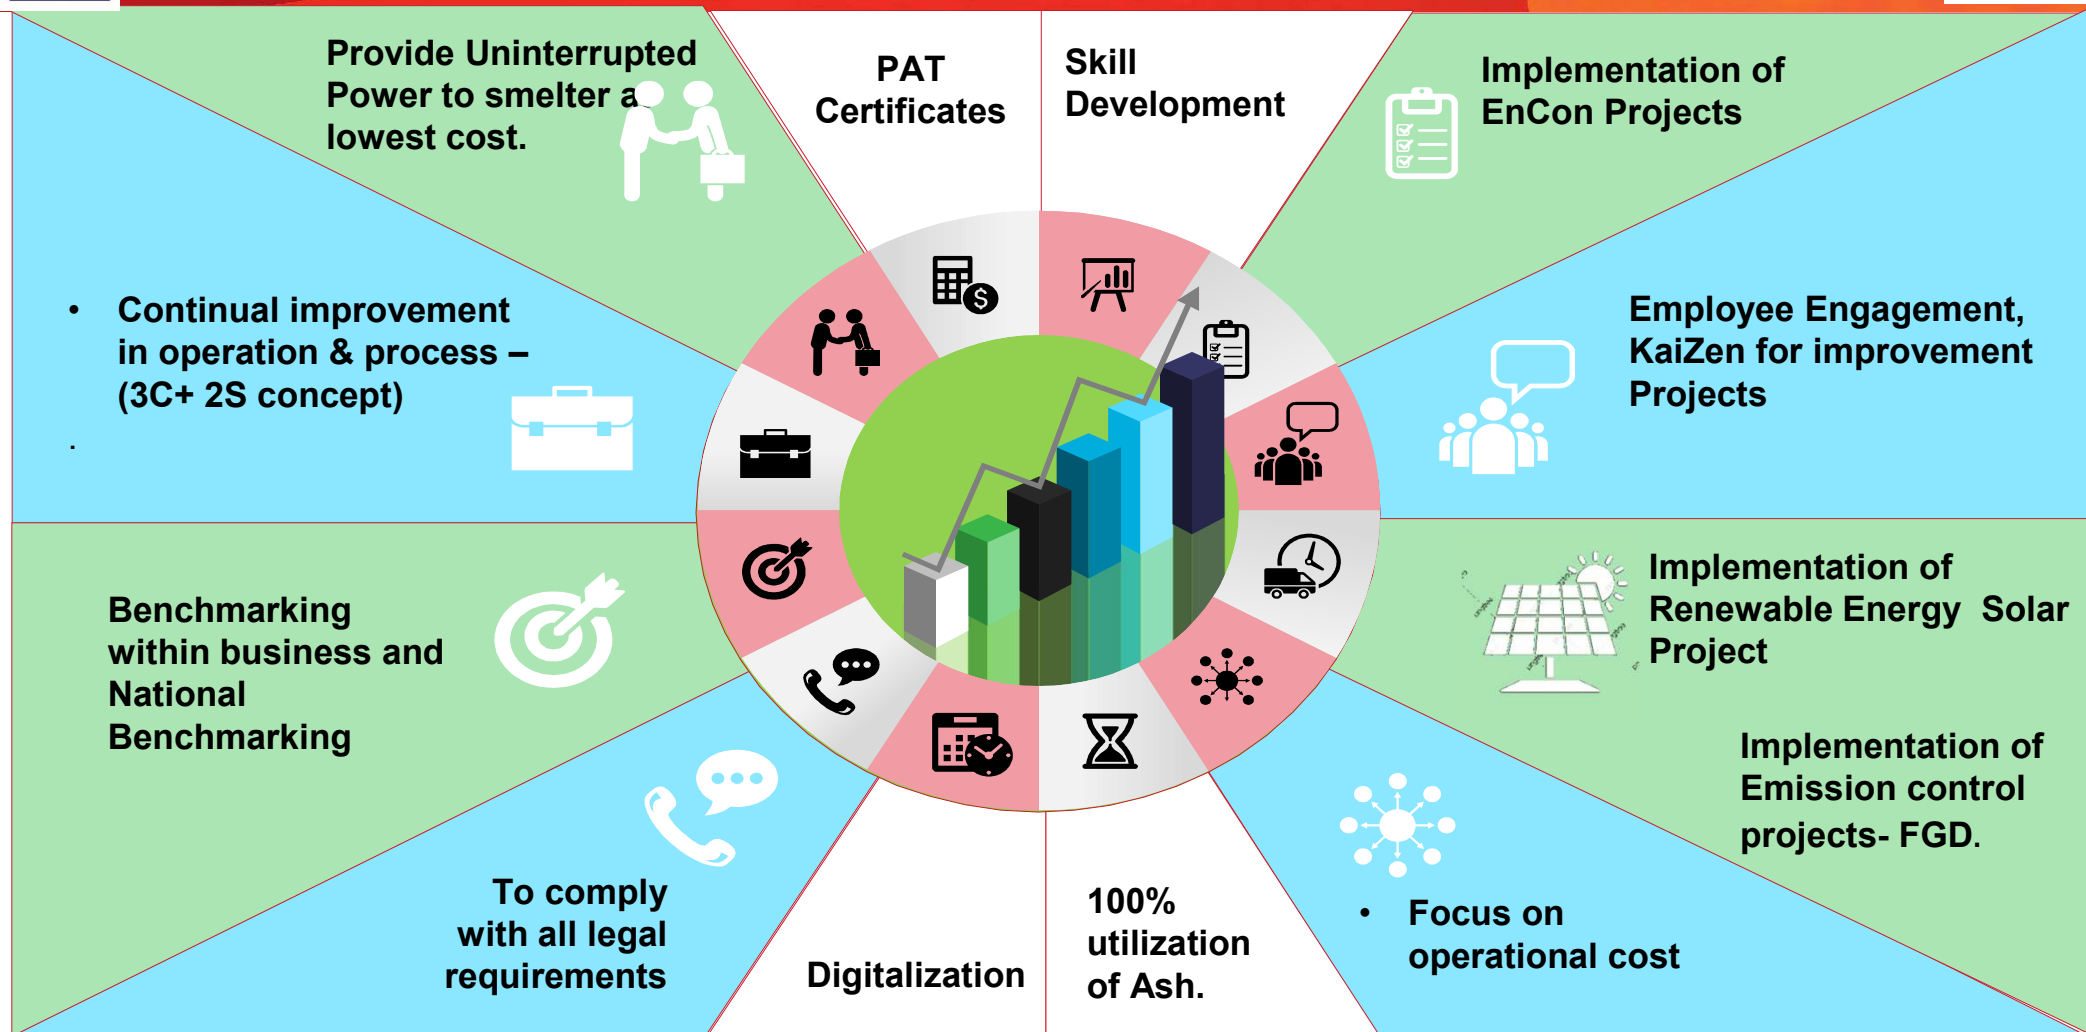 Provide Uninterrupted
Power to smelter a
lowest cost.
PAT
Certificates
Skill
Development
Implementation of
EnCon Projects
• Continual improvement
in operation & process –
(3C+ 2S concept)
.
Employee Engagement,
KaiZen for improvement
Projects
Benchmarking
within business and
National
Benchmarking
Implementation of
Renewable Energy Solar
Project
Implementation of
Emission control
projects- FGD.
To comply
with all legal
requirements
Digitalization
100%
utilization
of Ash.
• Focus on
operational cost
$